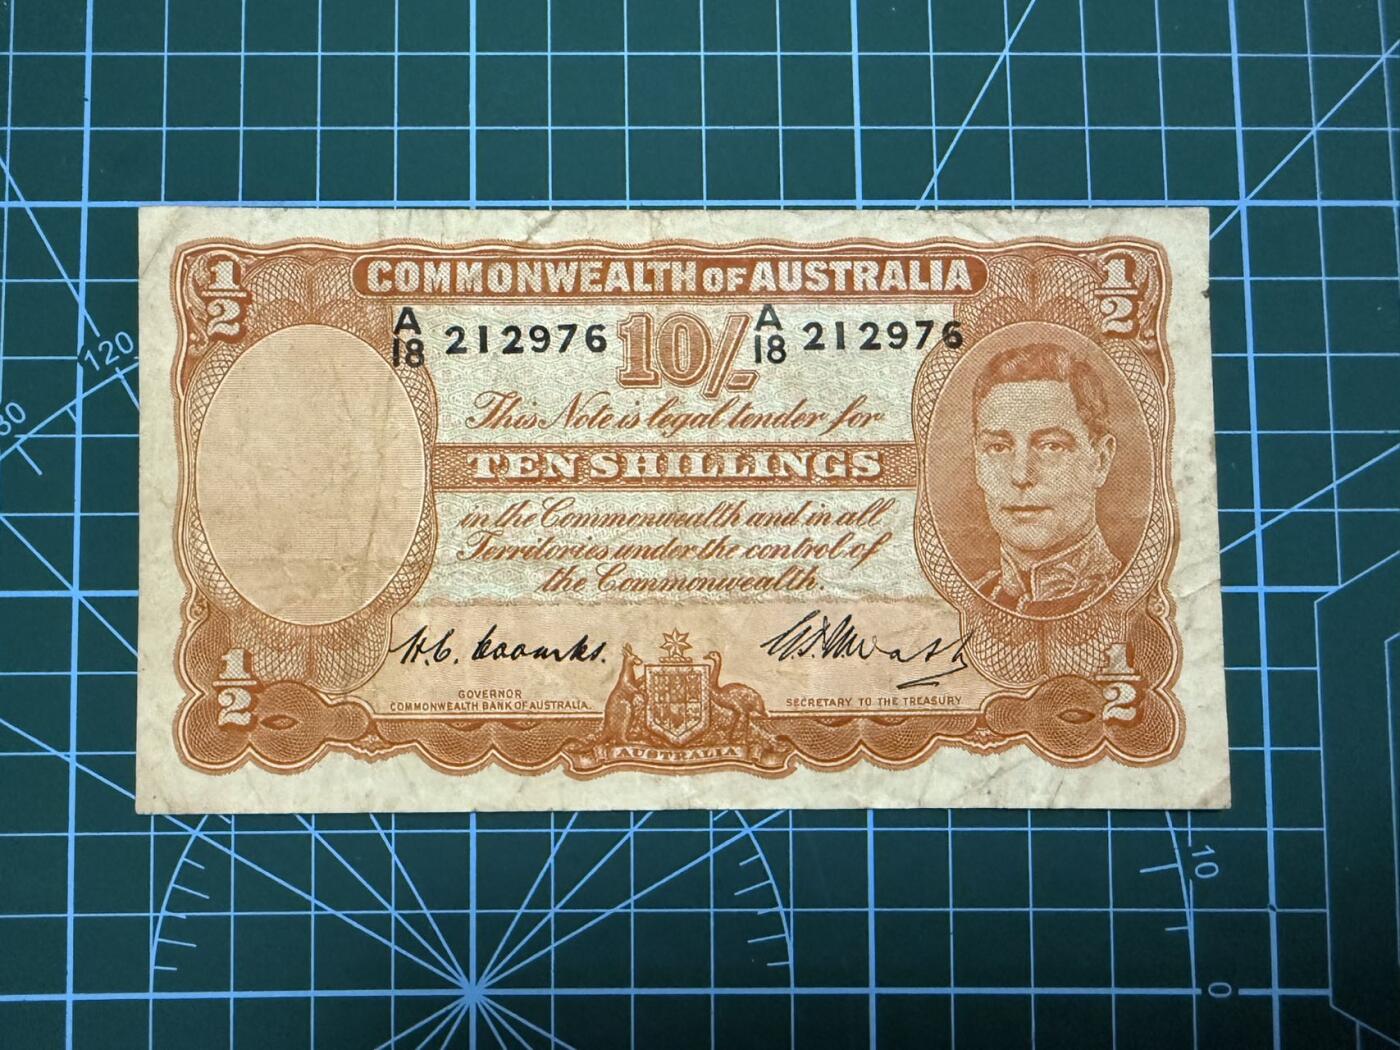 1/2 COMMONWEALTH OF AUSTRALIA 1/2
A/18 212976 10/- A/18 212976
This Note is legal tender for
TEN SHILLINGS
in the Commonwealth and in all
Territories under the control of
the Commonwealth.
H.C. Coombs.
GOVERNOR
COMMONWEALTH BANK OF AUSTRALIA.
SECRETARY TO THE TREASURY
1/2 AUSTRALIA 1/2
120
10
0